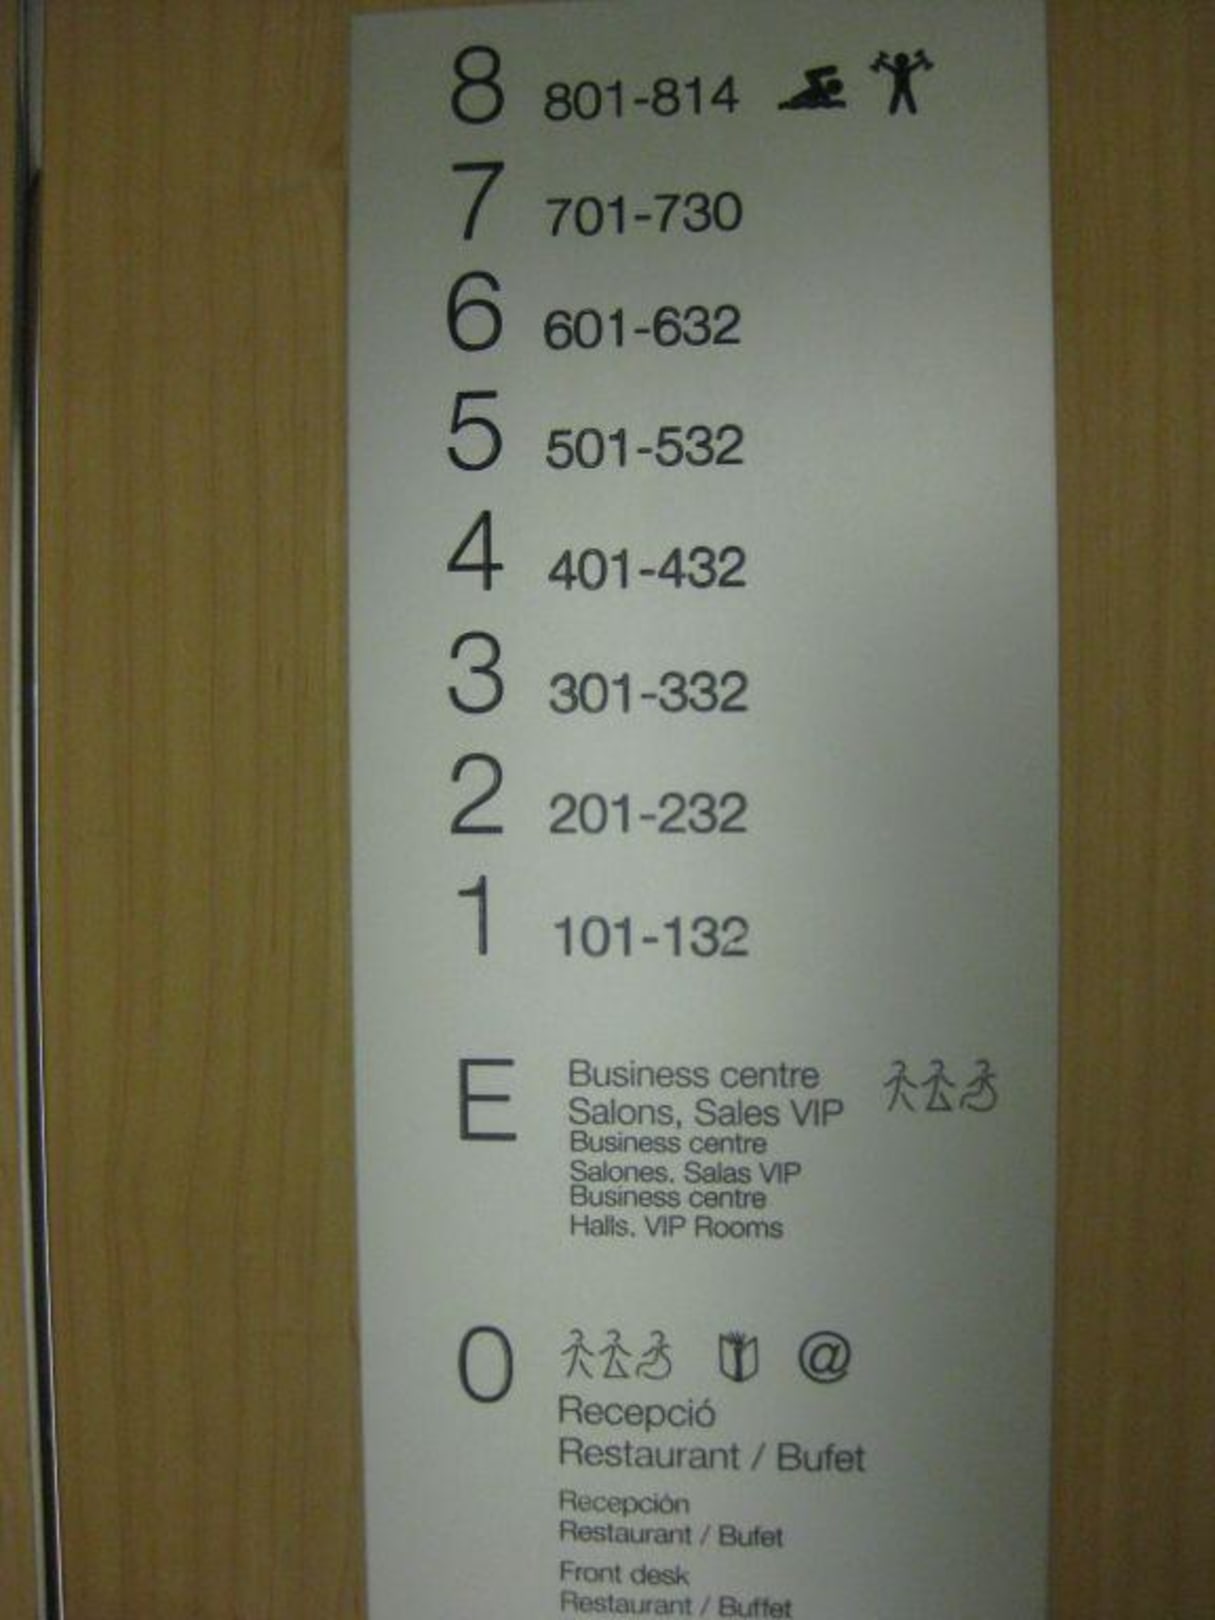 8 801-814
7 701-730
6 601-632
5 501-532
4 401-432
3 301-332
2 201-232
1 101-132
E Business centre
Salons, Sales VIP
Business centre
Salones. Salas VIP
Business centre
Halls. VIP Rooms
0 @
Recepció
Restaurant / Bufet
Recepción
Restaurant / Bufet
Front desk
Restaurant / Buffet